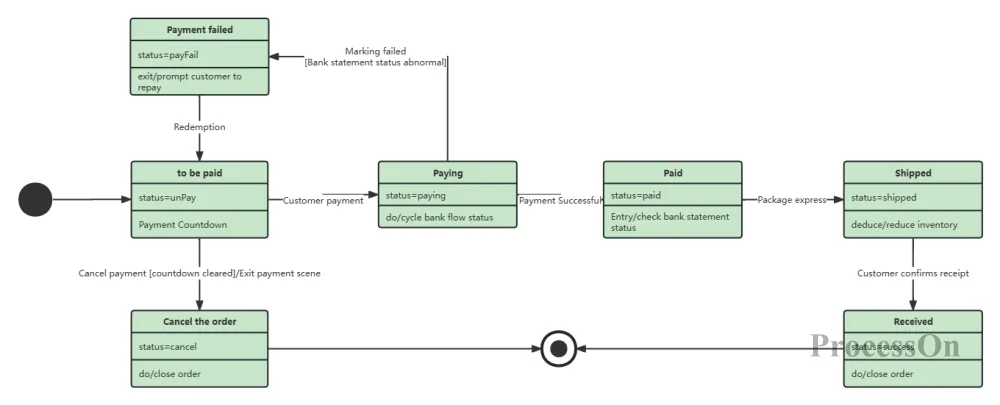 Payment failed
status=payFail
exit/prompt customer to
repay
Marking failed
[Bank statement status abnormal]
Redemption
to be paid
status=unPay
Payment Countdown
Customer payment
Paying
status=paying
do/cycle bank flow status
Payment Successful
Paid
status=paid
Entry/check bank statement
status
Package express
Shipped
status=shipped
deduce/reduce inventory
Cancel payment [countdown cleared]/Exit payment scene
Customer confirms receipt
Cancel the order
status=cancel
do/close order
Received
status=success
do/close order
ProcessOn